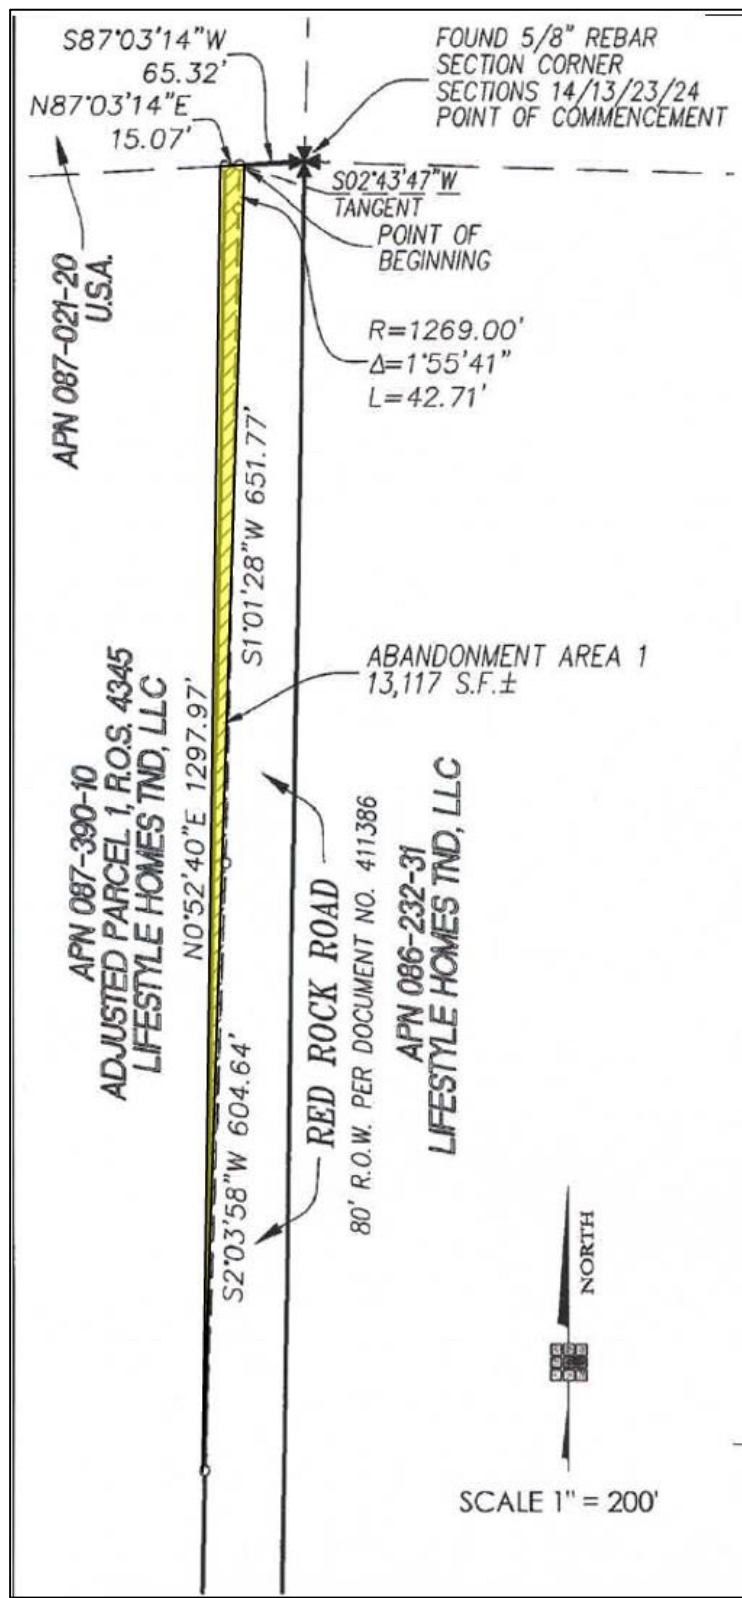 S87°03'14"W
65.32'
N87°03'14"E
15.07'
FOUND 5/8" REBAR
SECTION CORNER
SECTIONS 14/13/23/24
POINT OF COMMENCEMENT
S02°43'47"W
TANGENT
POINT OF
BEGINNING
APN 087-021-20
U.S.A.
R=1269.00'
Δ=1°55'41"
L=42.71'
S1°01'28"W 651.77'
ABANDONMENT AREA 1
13,117 S.F.±
APN 087-390-10
ADJUSTED PARCEL 1, R.O.S. 4345
LIFESTYLE HOMES TND, LLC
N0°52'40"E 1297.97'
S2°03'58"W 604.64'
RED ROCK ROAD
80' R.O.W. PER DOCUMENT NO. 411386
APN 086-232-31
LIFESTYLE HOMES TND, LLC
NORTH
SCALE 1" = 200'